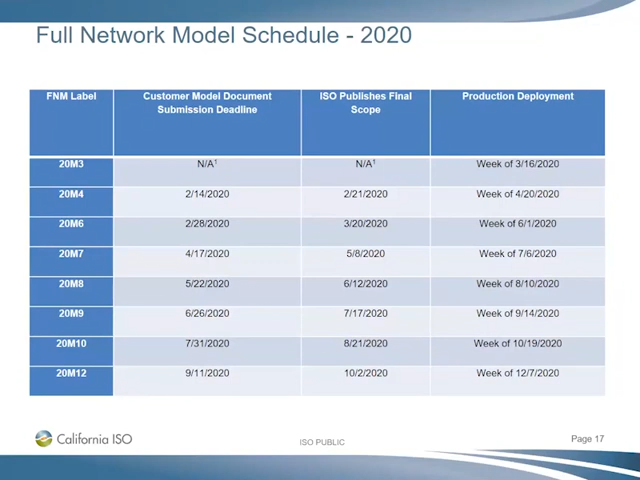 Full Network Model Schedule - 2020
FNM Label
Customer Model Document
Submission Deadline
ISO Publishes Final
Scope
Production Deployment
20M3 N/A¹ N/A¹ Week of 3/16/2020
20M4 2/14/2020 2/21/2020 Week of 4/20/2020
20M6 2/28/2020 3/20/2020 Week of 6/1/2020
20M7 4/17/2020 5/8/2020 Week of 7/6/2020
20M8 5/22/2020 6/12/2020 Week of 8/10/2020
20M9 6/26/2020 7/17/2020 Week of 9/14/2020
20M10 7/31/2020 8/21/2020 Week of 10/19/2020
20M12 9/11/2020 10/2/2020 Week of 12/7/2020
California ISO
ISO PUBLIC
Page 17